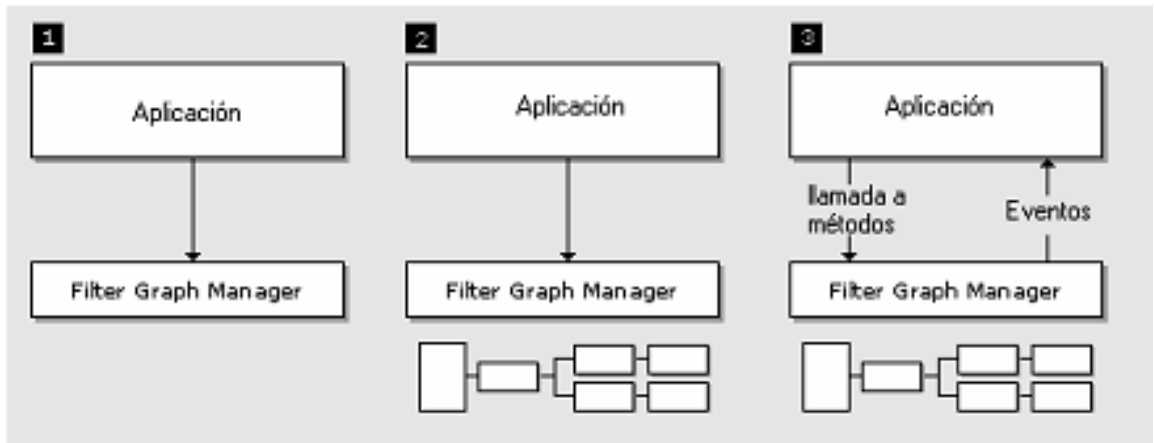 1
2
3
Aplicación
Aplicación
Aplicación
llamada a
métodos
Eventos
Filter Graph Manager
Filter Graph Manager
Filter Graph Manager